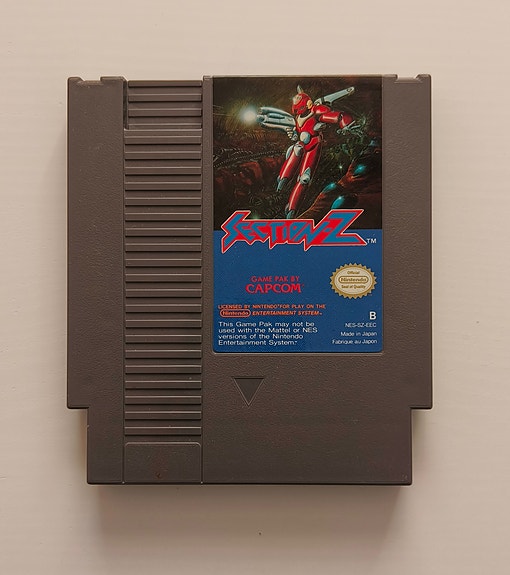 SECTION-Z™
GAME PAK BY
CAPCOM
Official
Nintendo
Seal of Quality
LICENSED BY NINTENDO® FOR PLAY ON THE
Nintendo ENTERTAINMENT SYSTEM™
This Game Pak may not be
used with the Mattel or NES
versions of the Nintendo
Entertainment System.™
B
NES-SZ-EEC
Made in Japan
Fabriqué au Japon